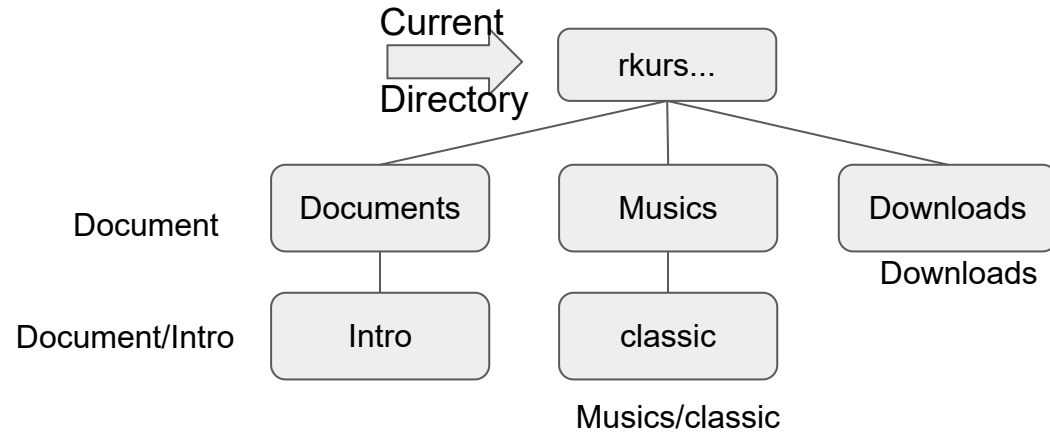 Current
Directory
rkurs...
Documents
Musics
Downloads
Document
Downloads
Intro
classic
Document/Intro
Musics/classic